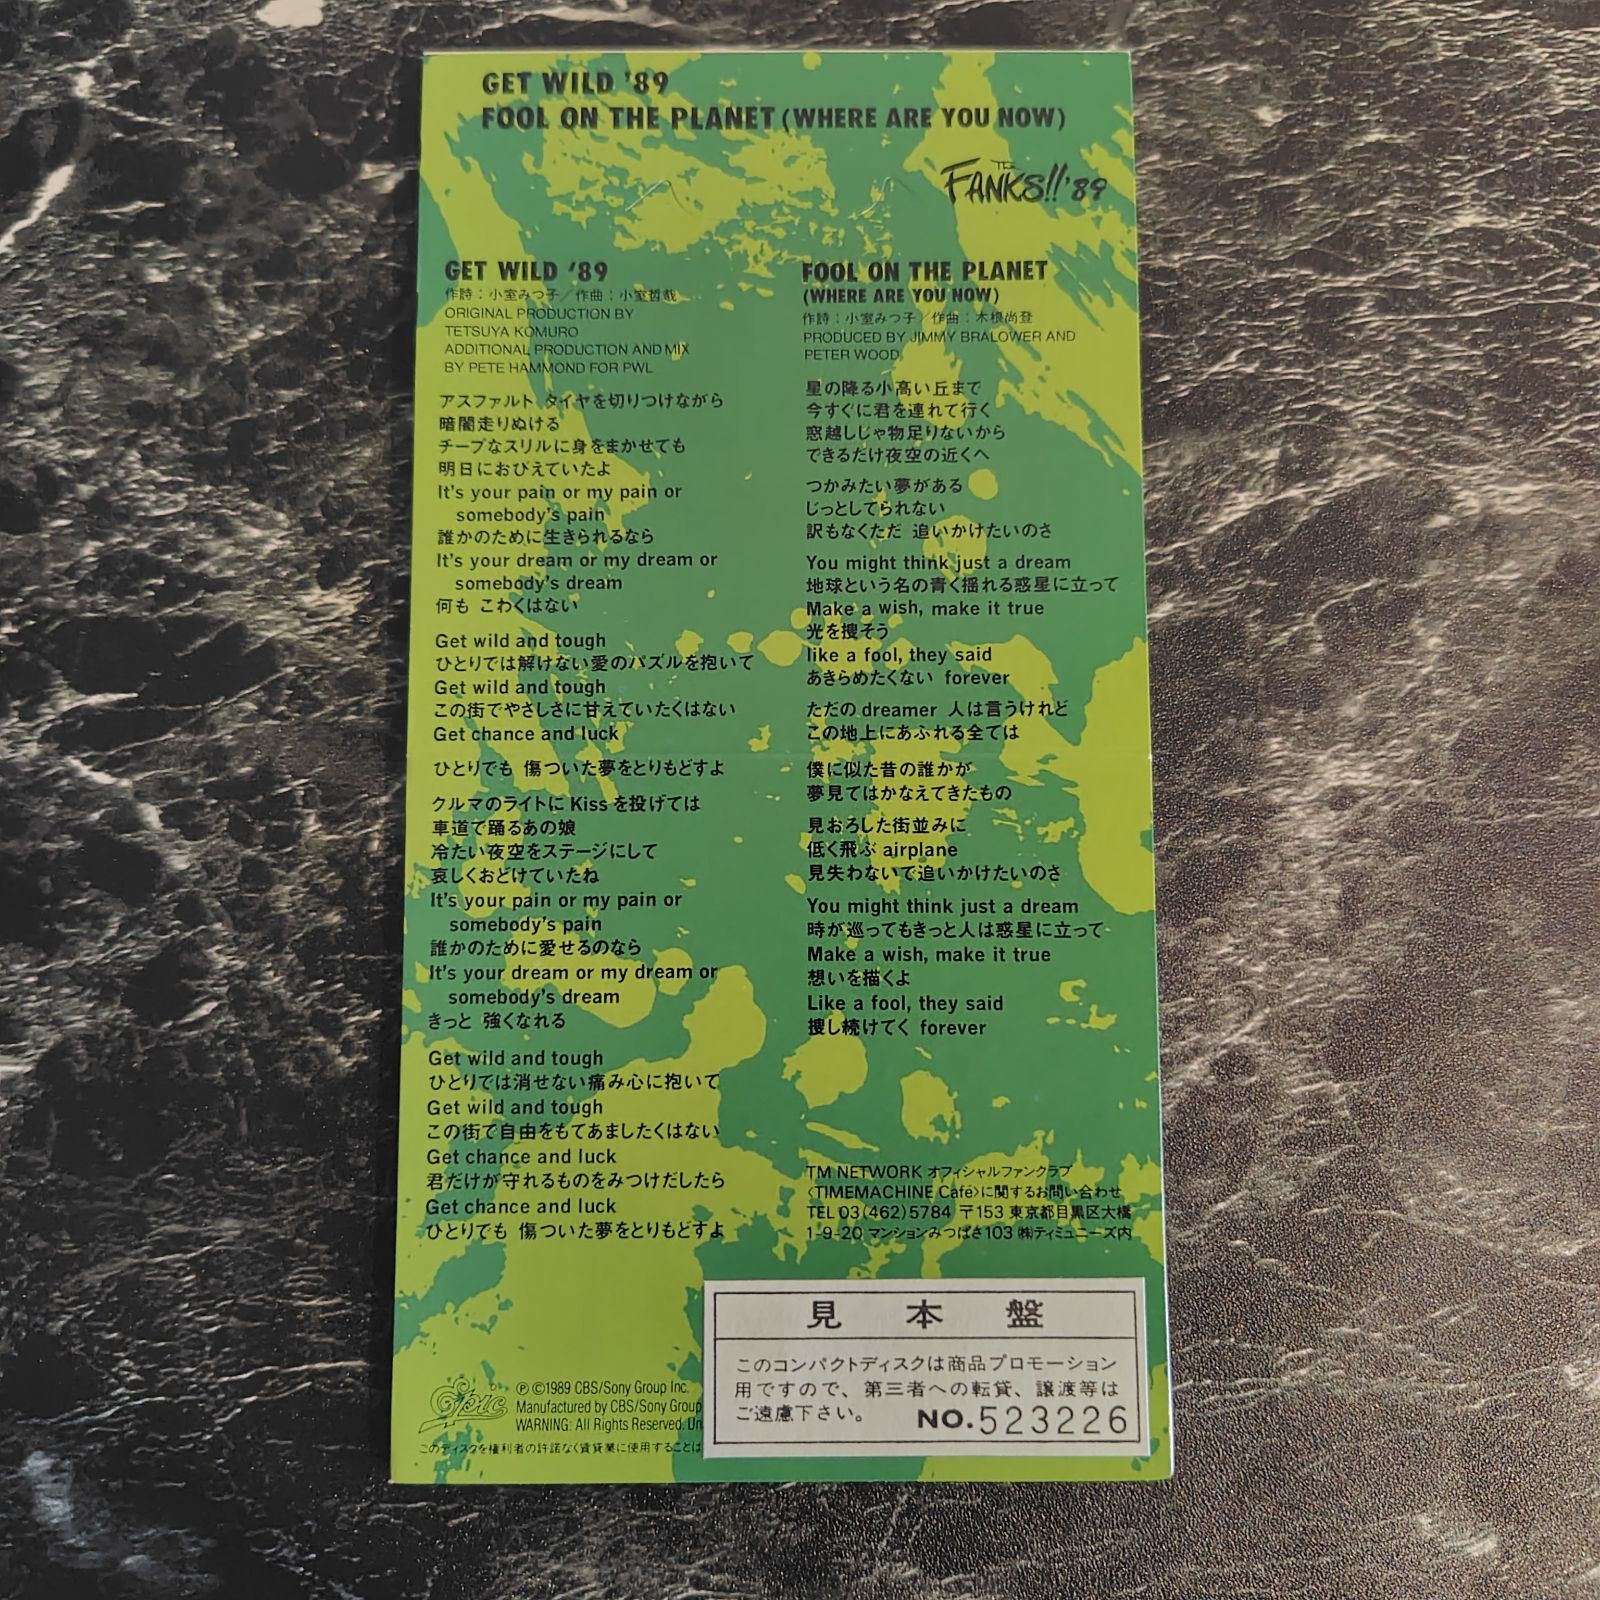 GET WILD '89
FOOL ON THE PLANET (WHERE ARE YOU NOW)
THE
FANKS!! '89
GET WILD '89
作詩：小室みつ子／作曲：小室哲哉
ORIGINAL PRODUCTION BY
TETSUYA KOMURO
ADDITIONAL PRODUCTION AND MIX
BY PETE HAMMOND FOR PWL
アスファルト タイヤを切りつけながら
暗闇走りぬける
チープなスリルに身をまかせても
明日におびえていたよ
It's your pain or my pain or
somebody's pain
誰かのために生きられるなら
It's your dream or my dream or
somebody's dream
何も こわくはない
Get wild and tough
ひとりでは解けない愛のパズルを抱いて
Get wild and tough
この街でやさしさに甘えていたくはない
Get chance and luck
ひとりでも 傷ついた夢をとりもどすよ
クルマのライトに Kiss を投げては
車道で踊るあの娘
冷たい夜空をステージにして
哀しくおどけていたね
It's your pain or my pain or
somebody's pain
誰かのために愛せるのなら
It's your dream or my dream or
somebody's dream
きっと 強くなれる
Get wild and tough
ひとりでは消せない痛み心に抱いて
Get wild and tough
この街で自由をもてあましたくはない
Get chance and luck
君だけが守れるものをみつけだしたら
Get chance and luck
ひとりでも 傷ついた夢をとりもどすよ
FOOL ON THE PLANET
(WHERE ARE YOU NOW)
作詩：小室みつ子／作曲：木根尚登
PRODUCED BY JIMMY BRALOWER AND
PETER WOOD
星の降る小高い丘まで
今すぐに君を連れて行く
窓越しじゃ物足りないから
できるだけ夜空の近くへ
つかみたい夢がある
じっとしてられない
訳もなくただ 追いかけたいのさ
You might think just a dream
地球という名の青く揺れる惑星に立って
Make a wish, make it true
光を捜そう
like a fool, they said
あきらめたくない forever
ただの dreamer 人は言うけれど
この地上にあふれる全ては
僕に似た昔の誰かが
夢見てはかなえてきたもの
見おろした街並みに
低く飛ぶ airplane
見失わないで追いかけたいのさ
You might think just a dream
時が巡ってもきっと人は惑星に立って
Make a wish, make it true
想いを描くよ
Like a fool, they said
捜し続けてく forever
TM NETWORK オフィシャルファンクラブ
〈TIMEMACHINE Café〉に関するお問い合わせ
TEL 03(462)5784 〒153 東京都目黒区大橋
1-9-20 マンションみつばさ103 ㈱ティミュニーズ内
Epic
Ⓟ©1989 CBS/Sony Group Inc.
Manufactured by CBS/Sony Group
WARNING: All Rights Reserved. Un
このディスクを権利者の許諾なく賃貸業に使用することは
見本盤
このコンパクトディスクは商品プロモーション
用ですので、第三者への転貸、譲渡等は
ご遠慮下さい。 NO.523226